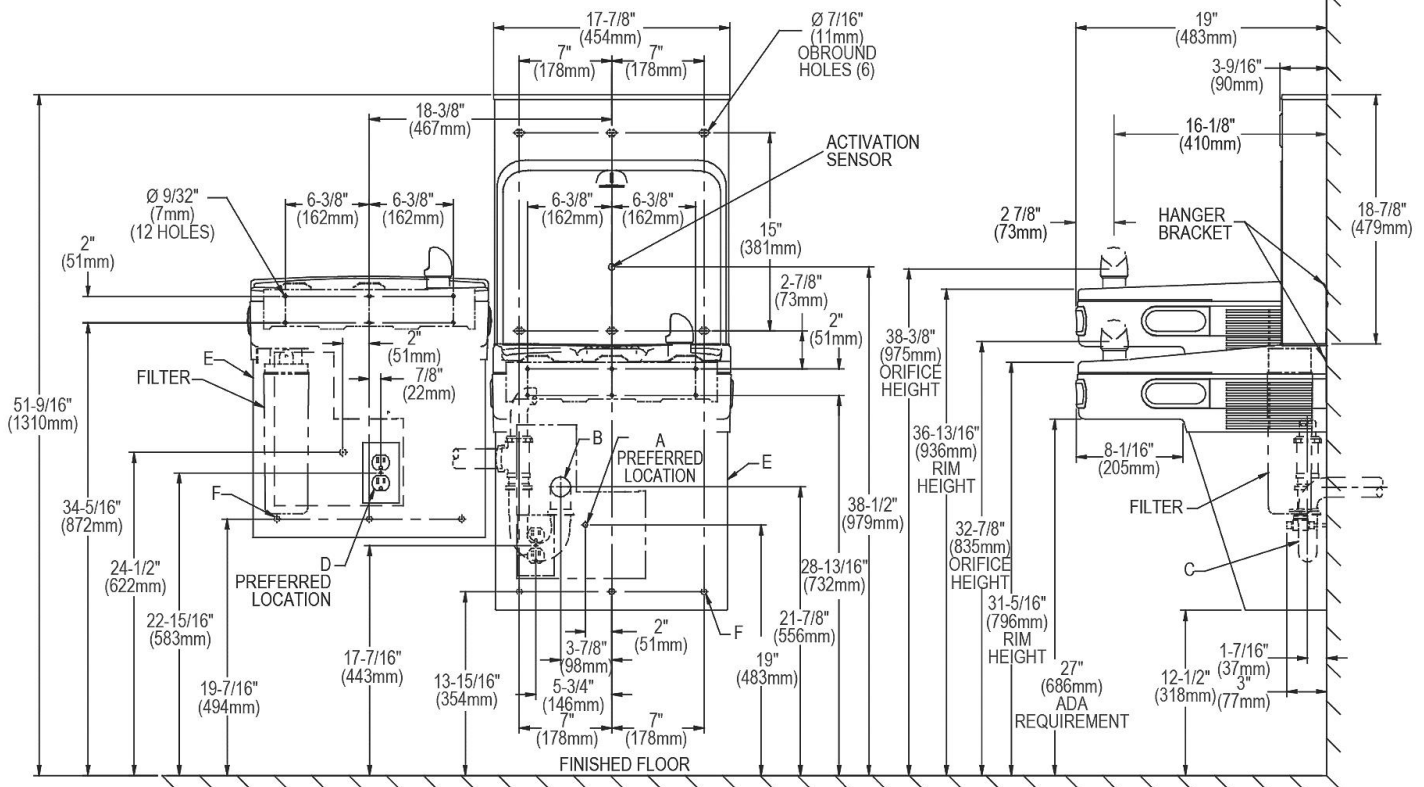 17-7/8"
(454mm)
7"
(178mm)
7"
(178mm)
Ø 7/16"
(11mm)
OBROUND
HOLES (6)
19"
(483mm)
3-9/16"
(90mm)
18-3/8"
(467mm)
16-1/8"
(410mm)
ACTIVATION
SENSOR
Ø 9/32"
(7mm)
(12 HOLES)
6-3/8"
(162mm)
6-3/8"
(162mm)
6-3/8"
(162mm)
6-3/8"
(162mm)
15"
(381mm)
2 7/8"
(73mm)
HANGER
BRACKET
18-7/8"
(479mm)
2"
(51mm)
2-7/8"
(73mm)
2"
(51mm)
E
FILTER
2"
(51mm)
7/8"
(22mm)
38-3/8"
(975mm)
ORIFICE
HEIGHT
51-9/16"
(1310mm)
36-13/16"
(936mm)
RIM
HEIGHT
8-1/16"
(205mm)
B
A
PREFERRED
LOCATION
E
F
34-5/16"
(872mm)
38-1/2"
(979mm)
FILTER
32-7/8"
(835mm)
ORIFICE
HEIGHT
24-1/2"
(622mm)
D
PREFERRED
LOCATION
28-13/16"
(732mm)
C
31-5/16"
(796mm)
RIM
HEIGHT
22-15/16"
(583mm)
21-7/8"
(556mm)
F
2"
(51mm)
3-7/8"
(98mm)
17-7/16"
(443mm)
13-15/16"
(354mm)
19"
(483mm)
5-3/4"
(146mm)
19-7/16"
(494mm)
27"
(686mm)
ADA
REQUIREMENT
12-1/2"
(318mm)
1-7/16"
(37mm)
3"
(77mm)
7"
(178mm)
7"
(178mm)
FINISHED FLOOR